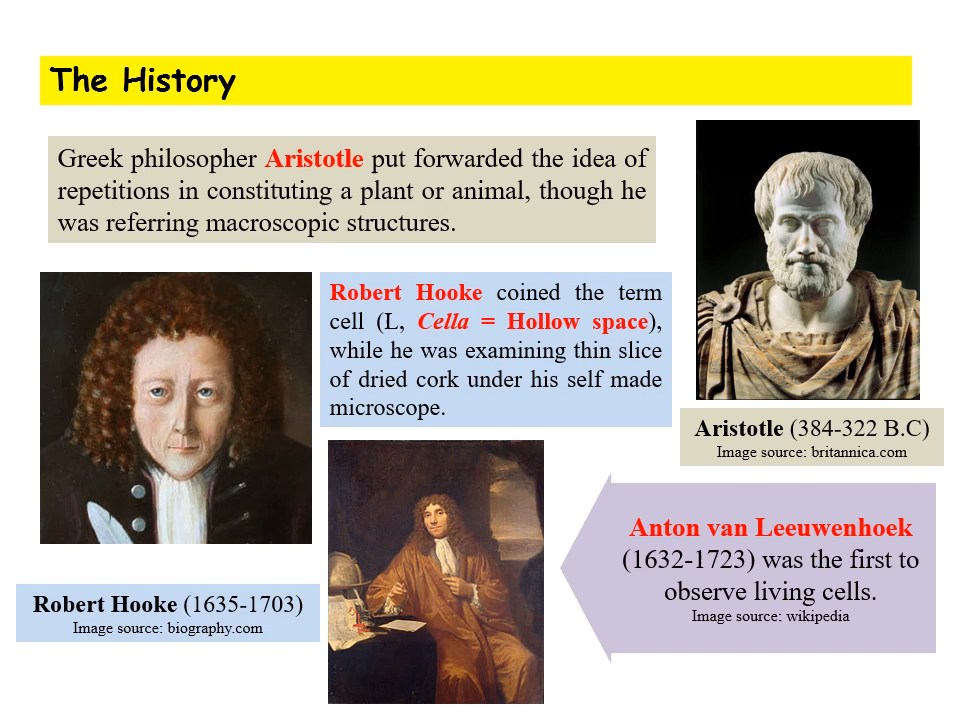 The History
Greek philosopher Aristotle put forwarded the idea of
repetitions in constituting a plant or animal, though he
was referring macroscopic structures.
Robert Hooke coined the term
cell (L, Cella = Hollow space),
while he was examining thin slice
of dried cork under his self made
microscope.
Aristotle (384-322 B.C)
Image source: britannica.com
Anton van Leeuwenhoek
(1632-1723) was the first to
observe living cells.
Image source: wikipedia
Robert Hooke (1635-1703)
Image source: biography.com